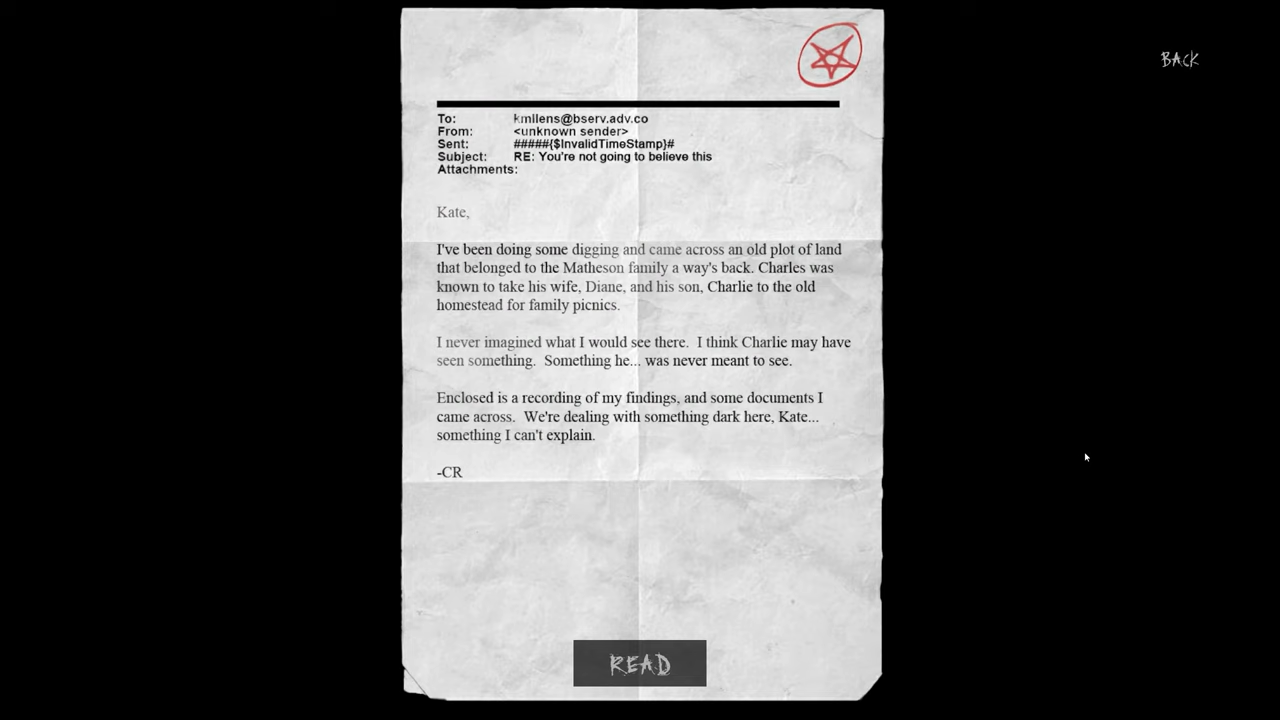 BACK
To: kmilens@bserv.adv.co
From: <unknown sender>
Sent: #####{$InvalidTimeStamp}#
Subject: RE: You're not going to believe this
Attachments:
Kate,
I've been doing some digging and came across an old plot of land
that belonged to the Matheson family a way's back. Charles was
known to take his wife, Diane, and his son, Charlie to the old
homestead for family picnics.
I never imagined what I would see there.  I think Charlie may have
seen something.  Something he... was never meant to see.
Enclosed is a recording of my findings, and some documents I
came across.  We're dealing with something dark here, Kate...
something I can't explain.
-CR
READ